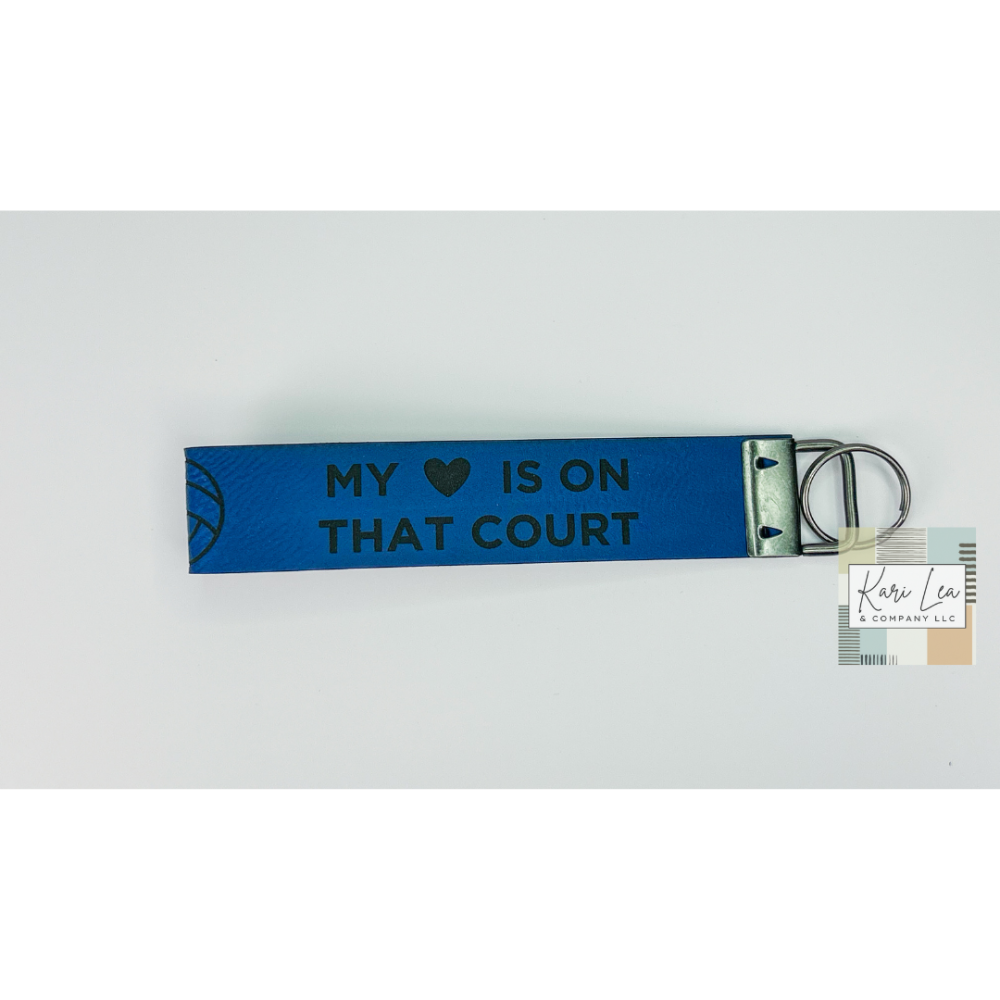 MY ♥ IS ON
THAT COURT
Kari Lea
& COMPANY LLC